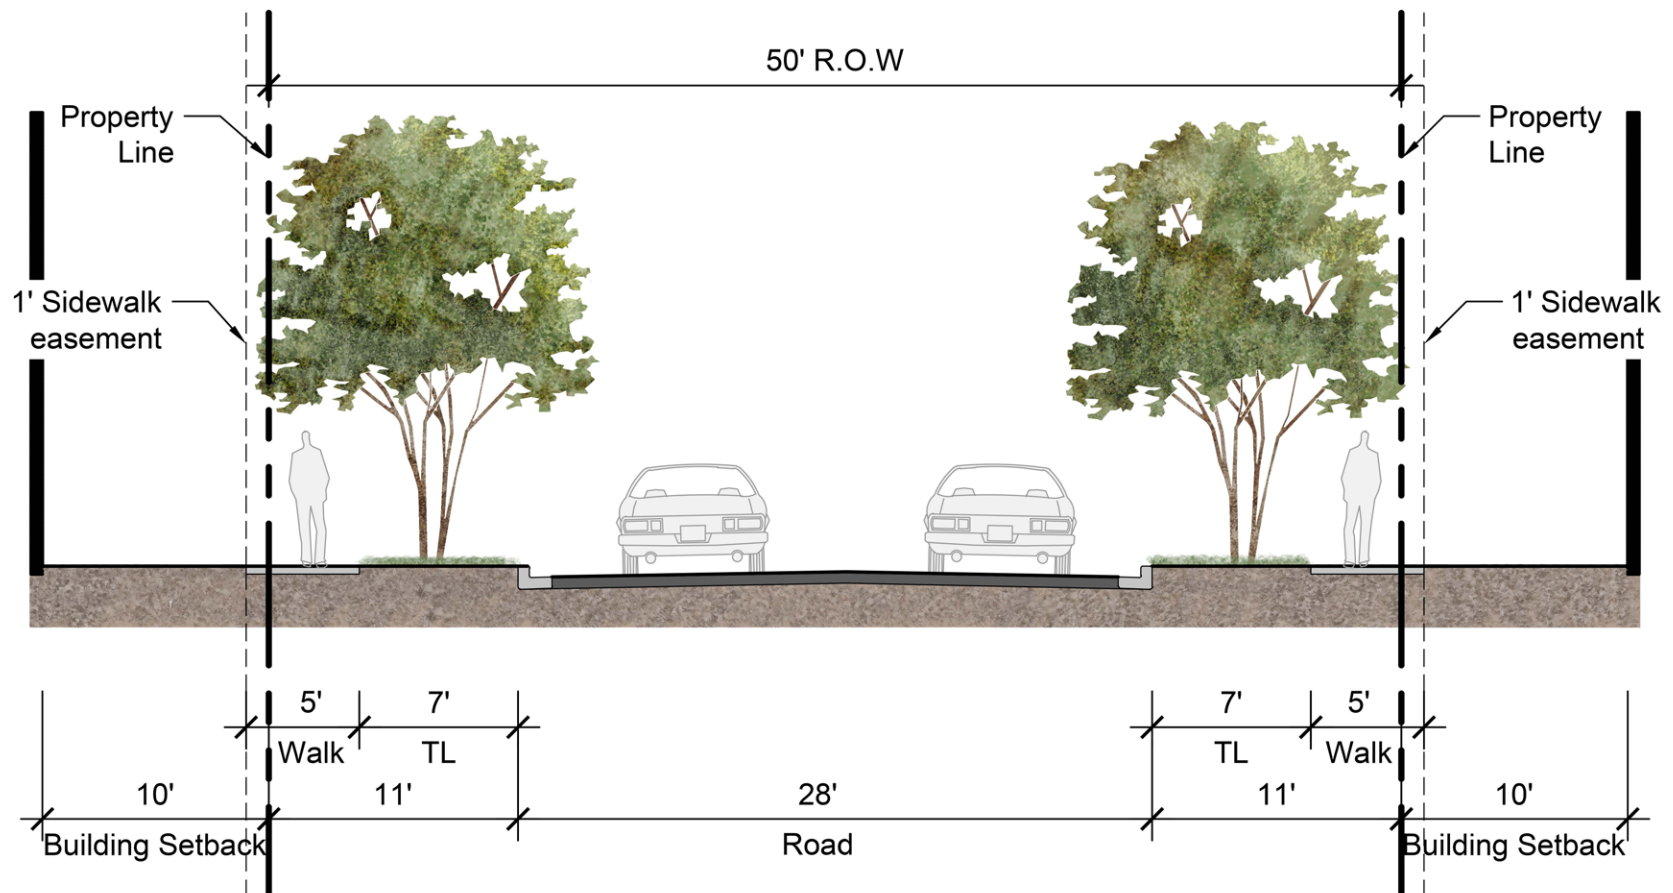 50' R.O.W
Property
Line
Property
Line
1' Sidewalk
easement
1' Sidewalk
easement
5'
7'
7'
5'
Walk
TL
TL
Walk
10'
11'
28'
11'
10'
Building Setback
Road
Building Setback